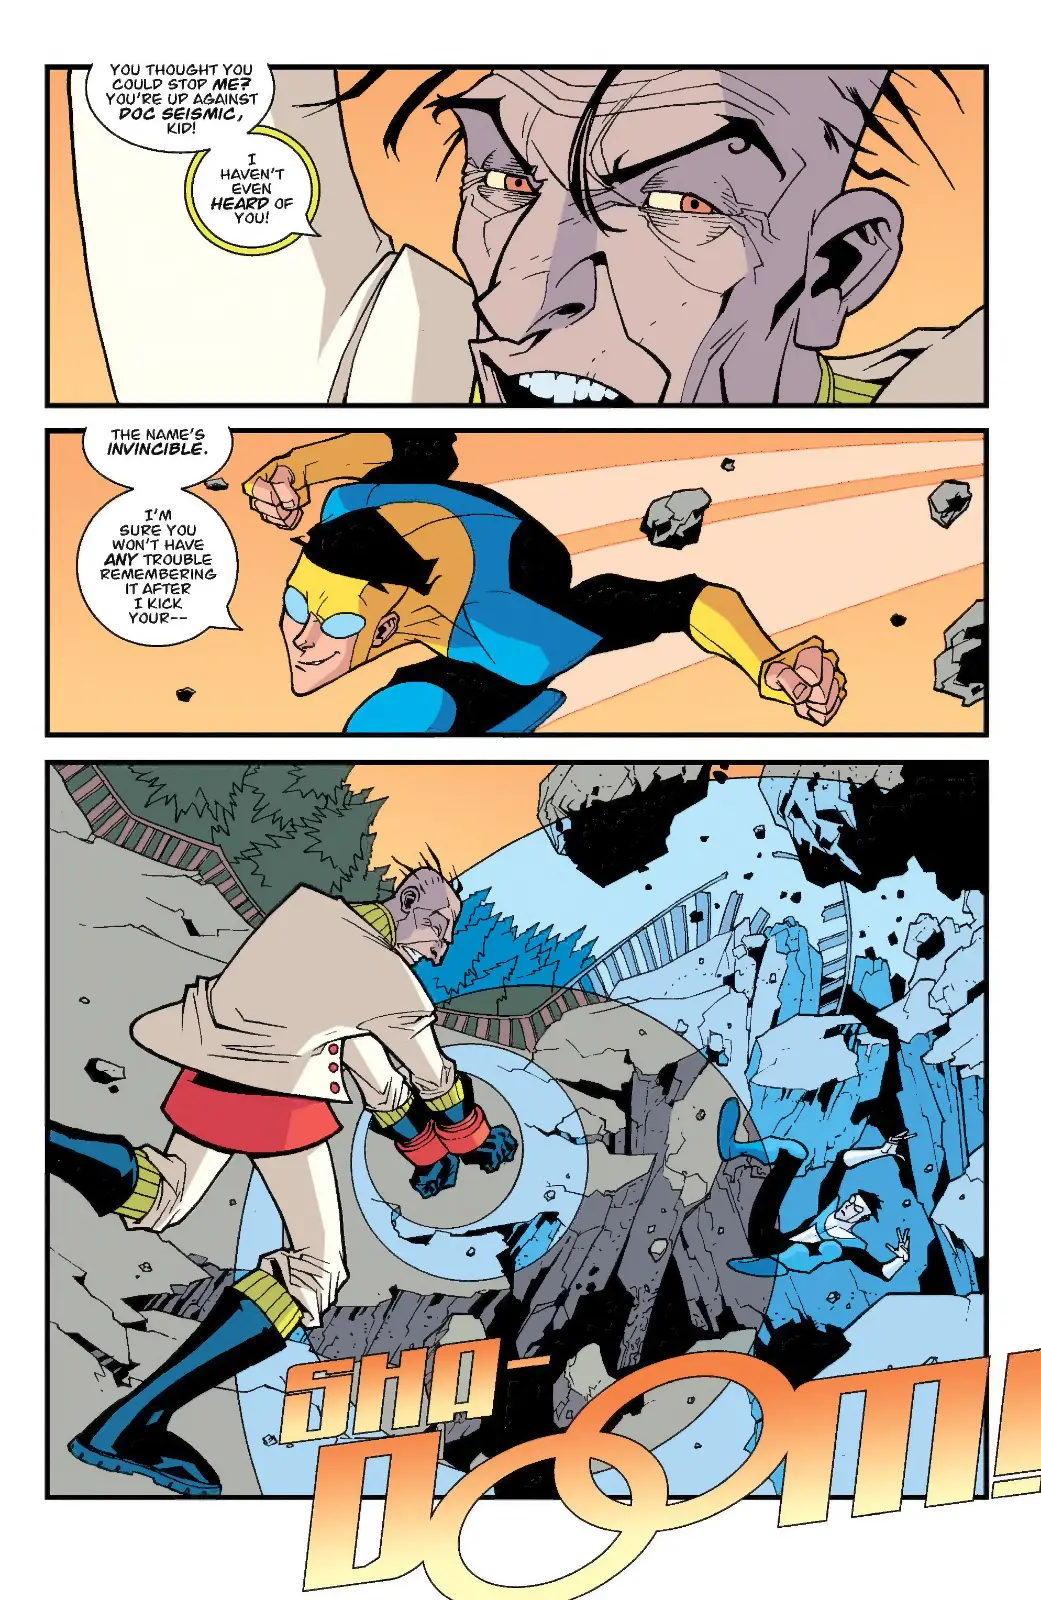 YOU THOUGHT YOU
COULD STOP ME?
YOU'RE UP AGAINST
DOC SEISMIC,
KID!
I
HAVEN'T
EVEN
HEARD OF
YOU!
THE NAME'S
INVINCIBLE.
I'M
SURE YOU
WON'T HAVE
ANY TROUBLE
REMEMBERING
IT AFTER
I KICK
YOUR--
SHA-
DOOM!